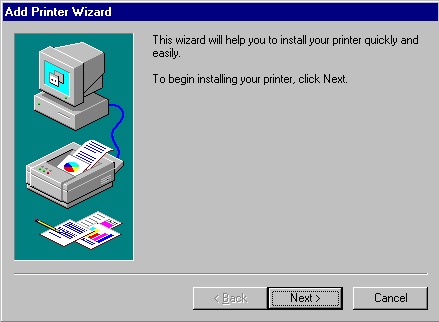 Add Printer Wizard
This wizard will help you to install your printer quickly and
easily.
To begin installing your printer, click Next.
< Back
Next >
Cancel